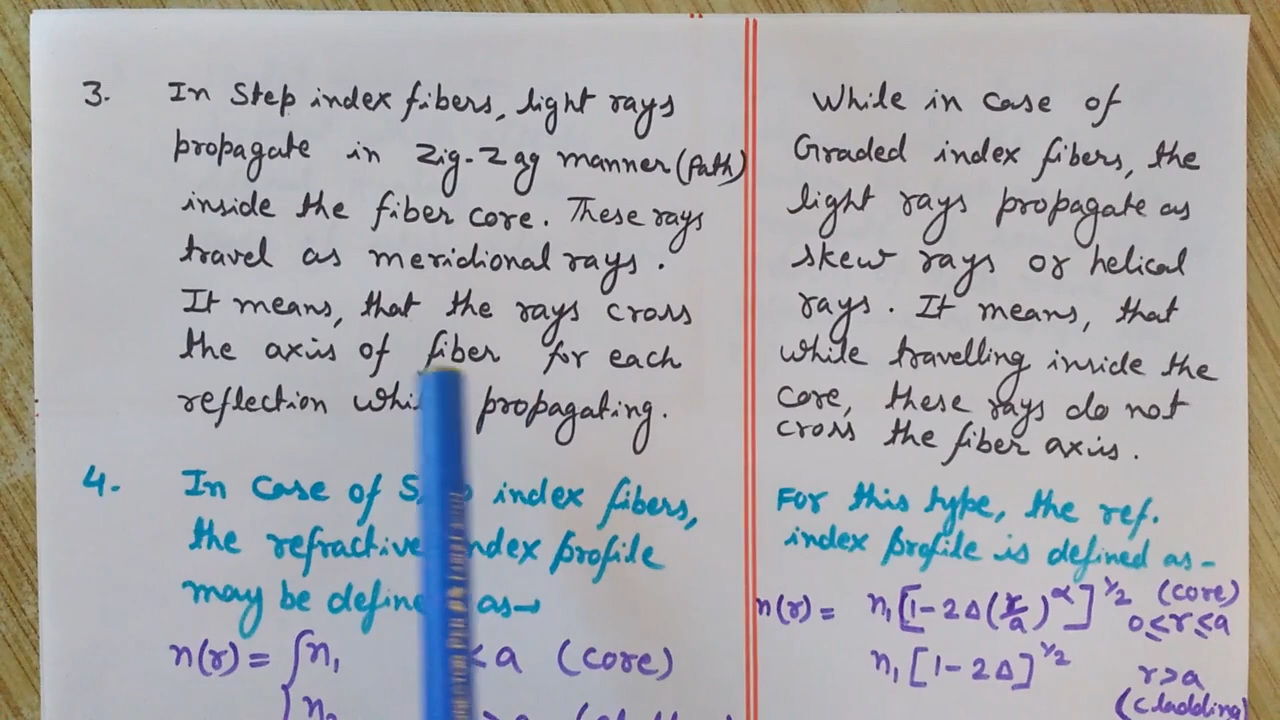 3. In Step index fibers, light rays
propagate in Zig-Zag manner (Path)
inside the fiber core. These rays
travel as meridional rays.
It means, that the rays cross
the axis of fiber for each
reflection propagating.
While in case of
Graded index fibers, the
light rays propagate as
skew rays or helical
rays. It means, that
while travelling inside the
core, these rays do not
cross the fiber axis.
4. In case of index fibers,
the refractive index profile
may be defined as→
n(r) = { n₁ < a (core)
n₂
For this type, the ref.
index profile is defined as-
n(r) = n₁[1-2Δ(r/a)^α]^1/2 (core) 0≤r≤a
n₁[1-2Δ]^1/2 r>a
(cladding)